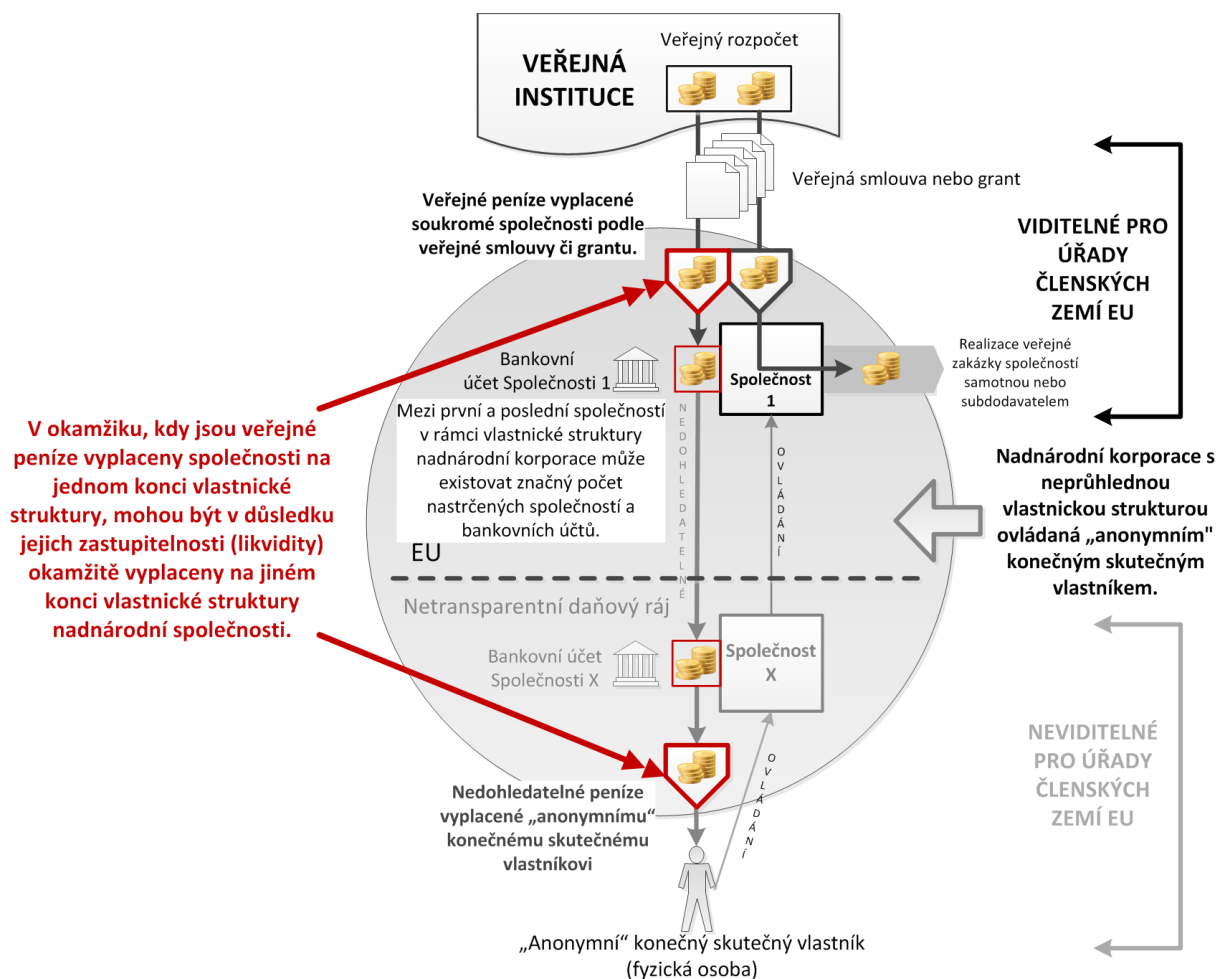 Veřejný rozpočet
VEŘEJNÁ
INSTITUCE
Veřejná smlouva nebo grant
Veřejné peníze vyplacené
soukromé společnosti podle
veřejné smlouvy či grantu.
VIDITELNÉ PRO
ÚŘADY
ČLENSKÝCH
ZEMÍ EU
Bankovní
účet Společnosti 1
Společnost
1
Realizace veřejné
zakázky společností
samotnou nebo
subdodavatelem
Mezi první a poslední společností
v rámci vlastnické struktury
nadnárodní korporace může
existovat značný počet
nastrčených společností a
bankovních účtů.
NEDOHLEDATELNÉ
OVLÁDÁNÍ
V okamžiku, kdy jsou veřejné
peníze vyplaceny společnosti na
jednom konci vlastnické
struktury, mohou být v důsledku
jejich zastupitelnosti (likvidity)
okamžitě vyplaceny na jiném
konci vlastnické struktury
nadnárodní společnosti.
Nadnárodní korporace s
neprůhlednou
vlastnickou strukturou
ovládaná „anonymním"
konečným skutečným
vlastníkem.
EU
Netransparentní daňový ráj
Bankovní účet
Společnosti X
Společnost
X
OVLÁDÁNÍ
NEVIDITELNÉ
PRO ÚŘADY
ČLENSKÝCH
ZEMÍ EU
Nedohledatelné peníze
vyplacené „anonymnímu“
konečnému skutečnému
vlastníkovi
„Anonymní“ konečný skutečný vlastník
(fyzická osoba)